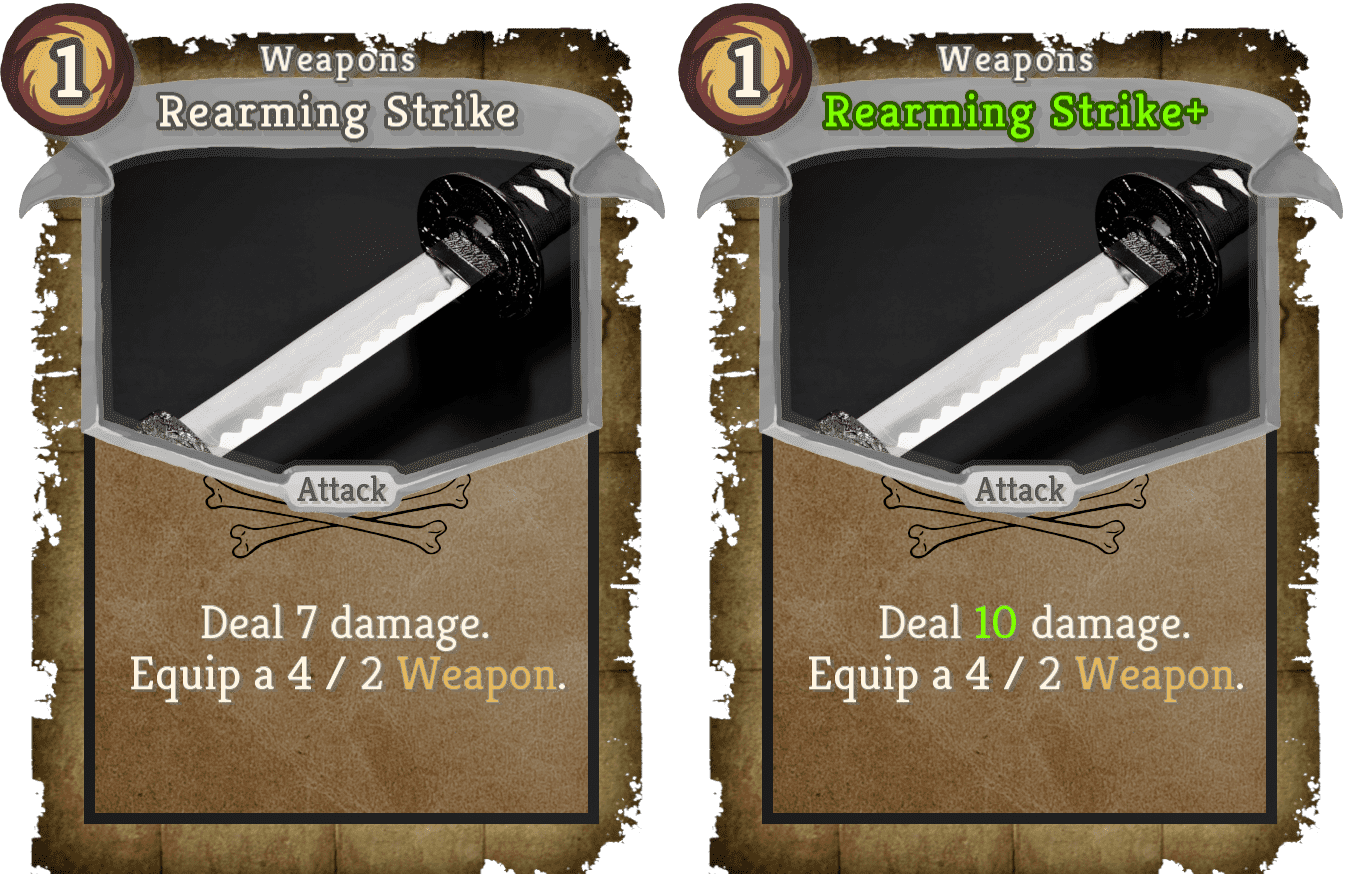 1
Weapons
Rearming Strike
Attack
Deal 7 damage.
Equip a 4 / 2 Weapon.
1
Weapons
Rearming Strike+
Attack
Deal 10 damage.
Equip a 4 / 2 Weapon.